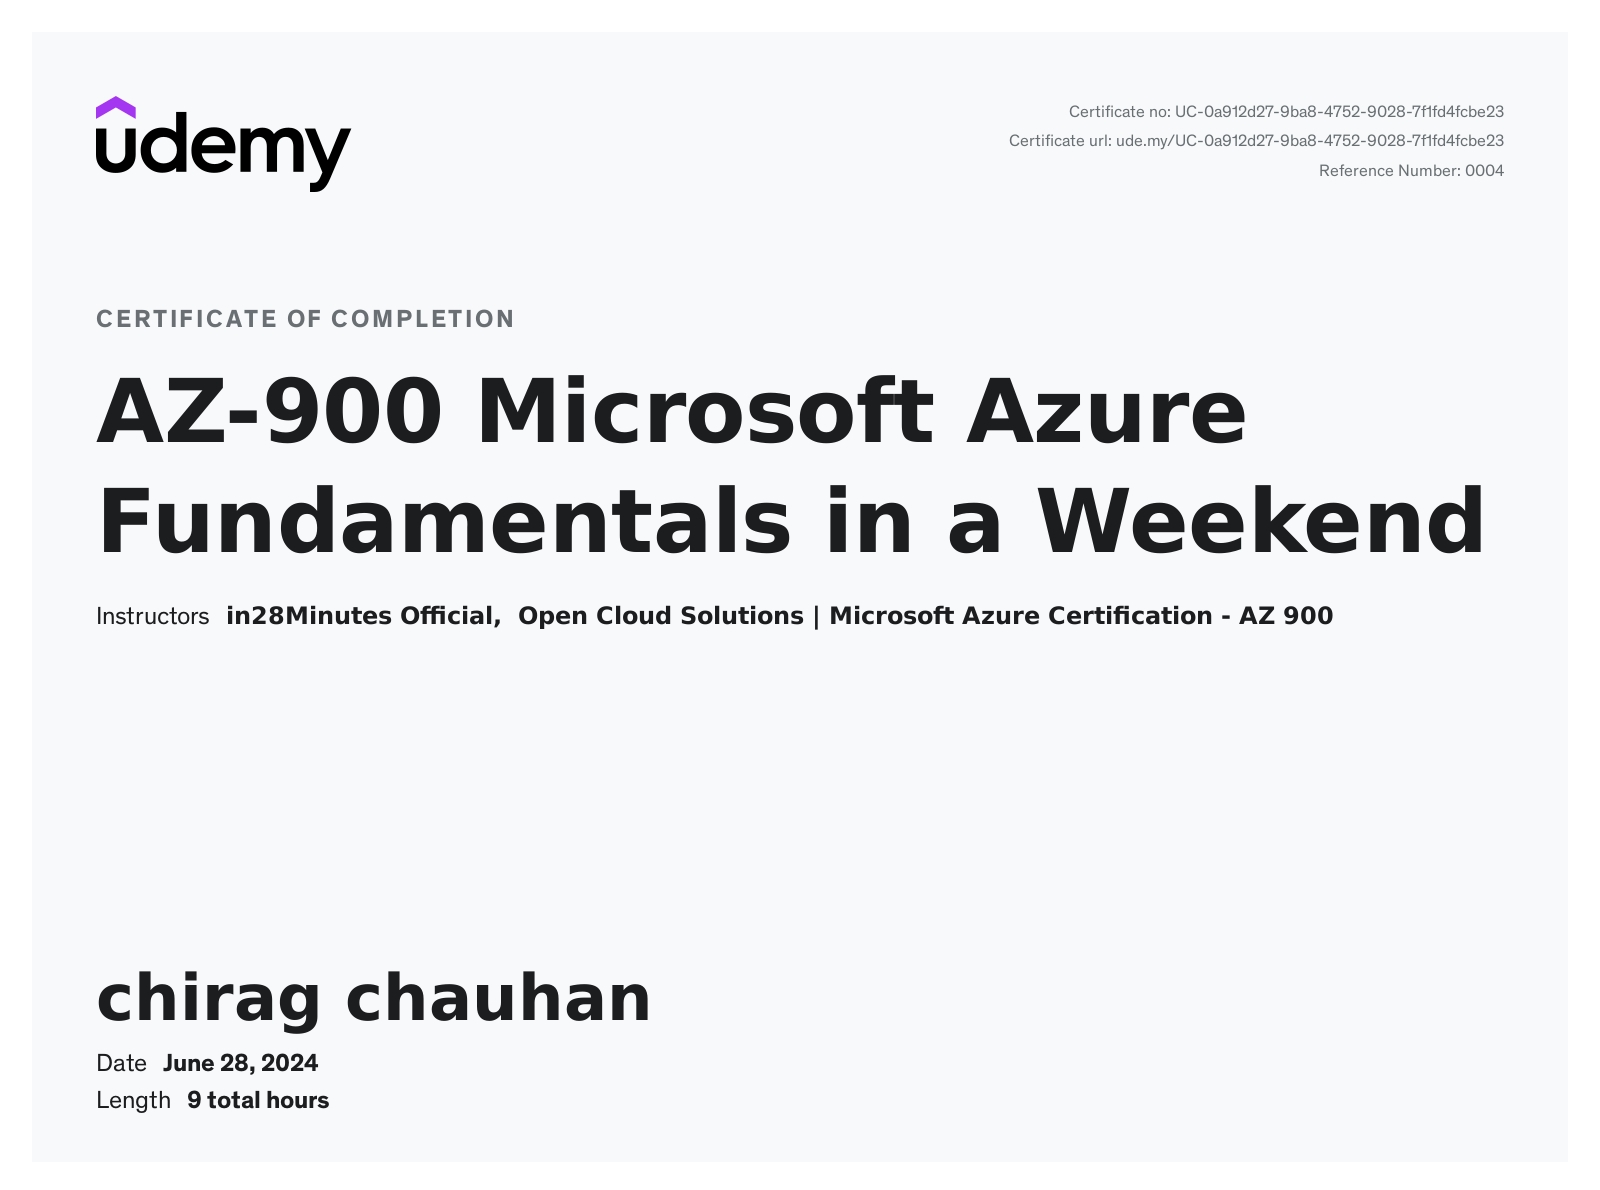 udemy
Certificate no: UC-0a912d27-9ba8-4752-9028-7f1fd4fcbe23
Certificate url: ude.my/UC-0a912d27-9ba8-4752-9028-7f1fd4fcbe23
Reference Number: 0004
CERTIFICATE OF COMPLETION
AZ-900 Microsoft Azure
Fundamentals in a Weekend
Instructors in28Minutes Official, Open Cloud Solutions | Microsoft Azure Certification - AZ 900
chirag chauhan
Date June 28, 2024
Length 9 total hours